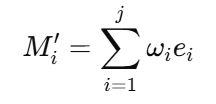 $M'_i = \sum_{i=1}^{j} \omega_i e_i$